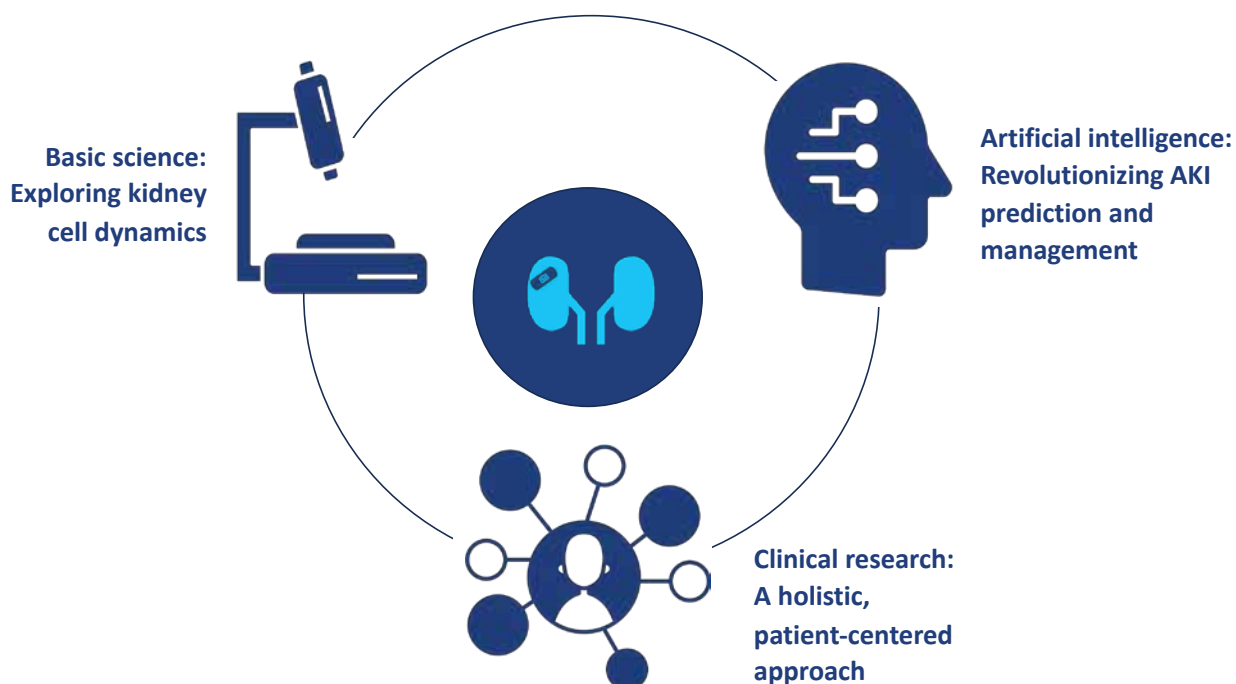 Basic science:
Exploring kidney
cell dynamics
Artificial intelligence:
Revolutionizing AKI
prediction and
management
Clinical research:
A holistic,
patient-centered
approach